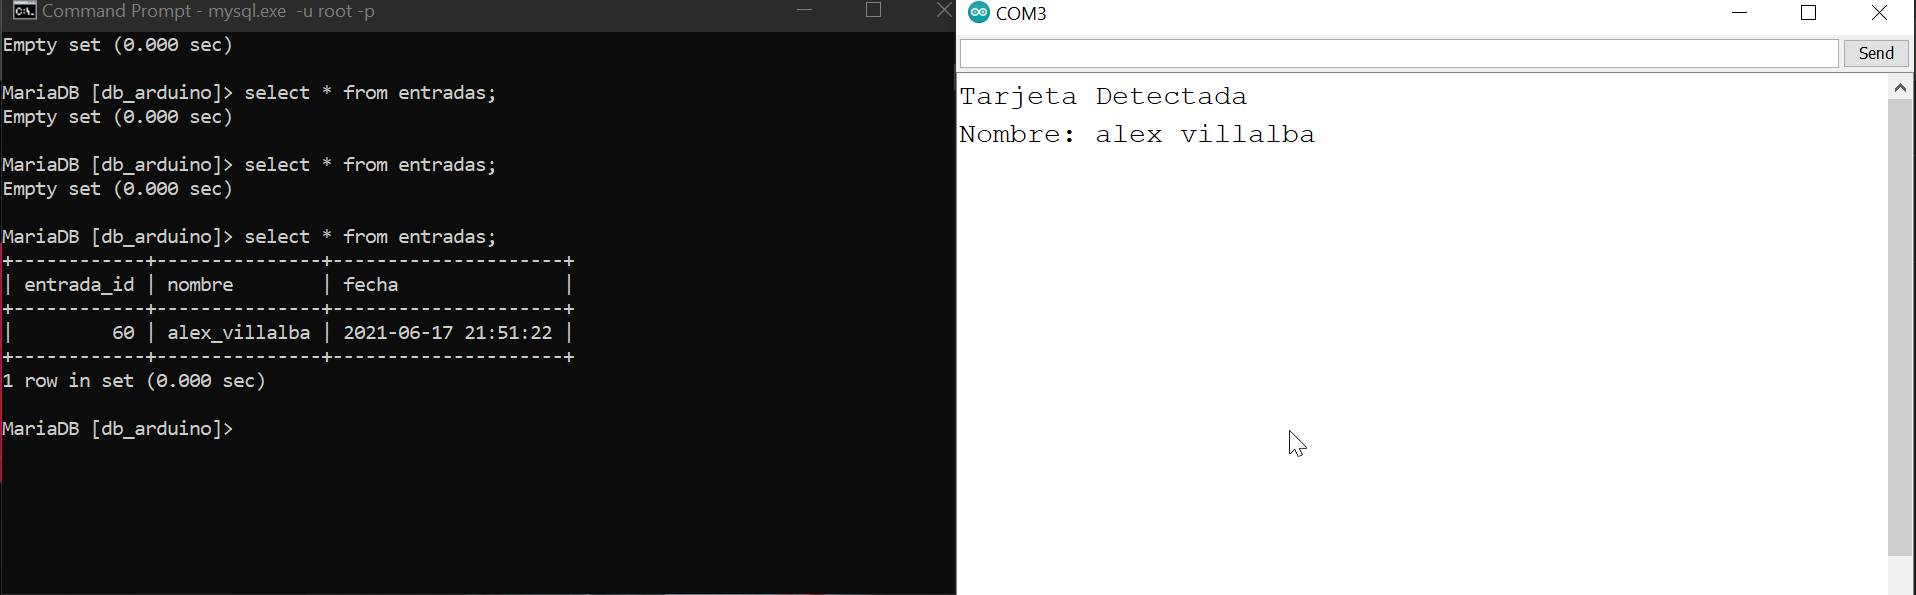 Command Prompt - mysql.exe  -u root -p
Empty set (0.000 sec)
MariaDB [db_arduino]> select * from entradas;
Empty set (0.000 sec)
MariaDB [db_arduino]> select * from entradas;
Empty set (0.000 sec)
MariaDB [db_arduino]> select * from entradas;
+------------+---------------+---------------------+
| entrada_id | nombre        | fecha               |
+------------+---------------+---------------------+
|         60 | alex_villalba | 2021-06-17 21:51:22 |
+------------+---------------+---------------------+
1 row in set (0.000 sec)
MariaDB [db_arduino]>
COM3
Send
Tarjeta Detectada
Nombre: alex villalba